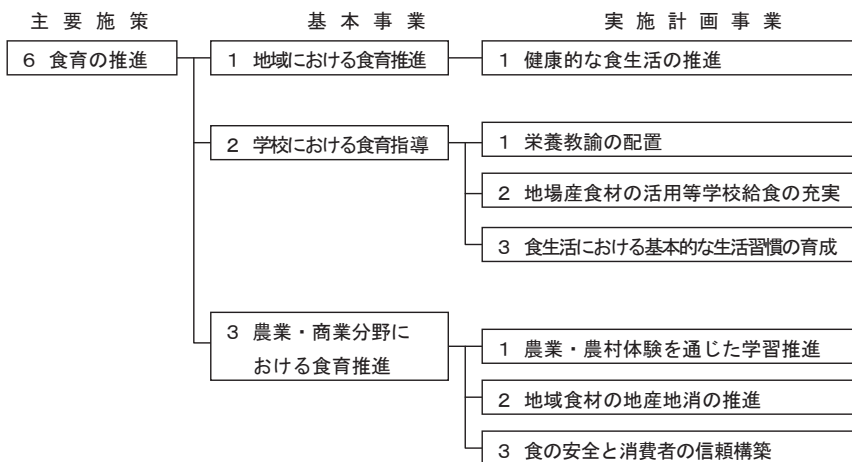 主要施策 基本事業 実施計画事業
6 食育の推進
1 地域における食育推進
1 健康的な食生活の推進
2 学校における食育指導
1 栄養教諭の配置
2 地場産食材の活用等学校給食の充実
3 食生活における基本的な生活習慣の育成
3 農業・商業分野に
おける食育推進
1 農業・農村体験を通じた学習推進
2 地域食材の地産地消の推進
3 食の安全と消費者の信頼構築